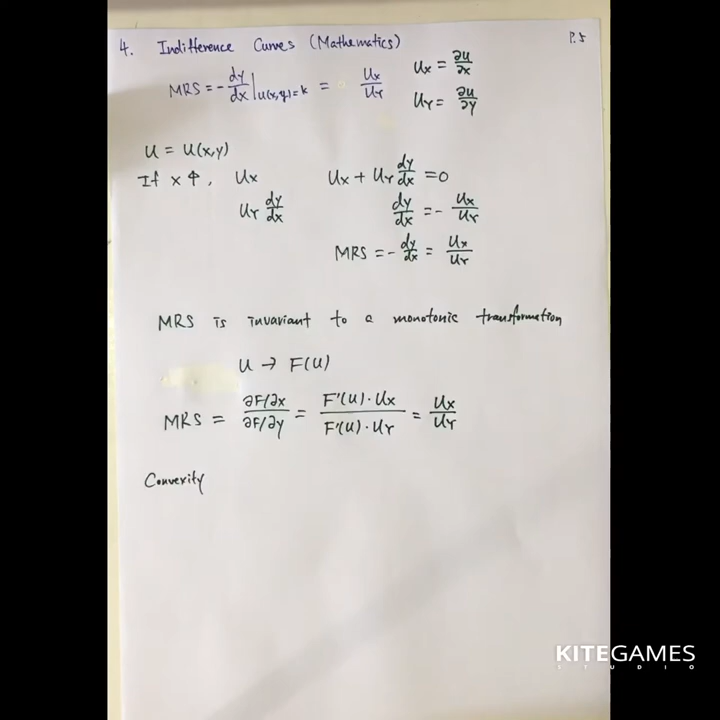 4. Indifference Curves (Mathematics) P.5
MRS = -dy/dx|U(x,y)=k = Ux/UY Ux = ∂U/∂x
UY = ∂U/∂y
U = U(x,y)
If x ↑, Ux Ux + UY dy/dx = 0
UY dy/dx dy/dx = - Ux/UY
MRS = - dy/dx = Ux/UY
MRS is invariant to a monotonic transformation
U → F(U)
MRS = ∂F/∂x / ∂F/∂y = F'(U)·Ux / F'(U)·UY = Ux/UY
Convexity
KITEGAMES
STUDIO